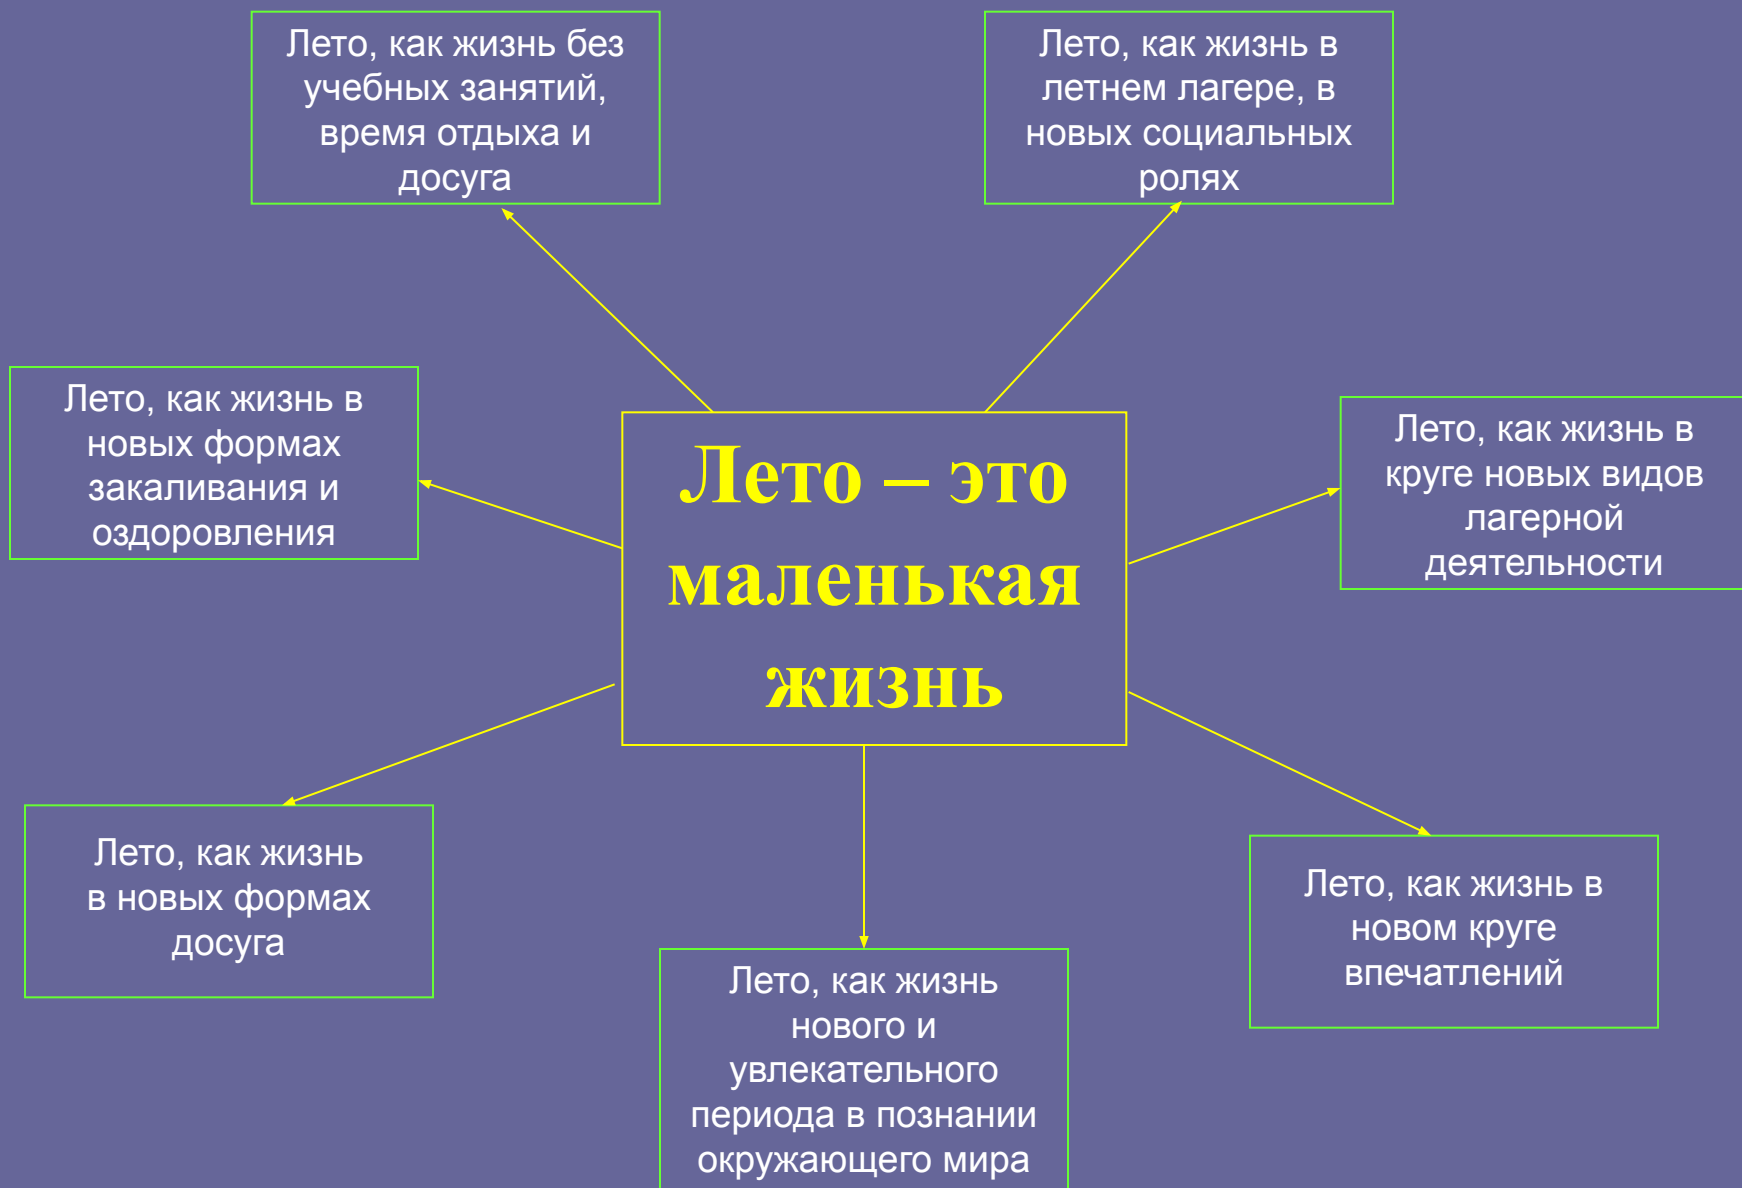 Лето, как жизнь без
учебных занятий,
время отдыха и
досуга
Лето, как жизнь в
летнем лагере, в
новых социальных
ролях
Лето, как жизнь в
новых формах
закаливания и
оздоровления
Лето – это
маленькая
жизнь
Лето, как жизнь в
круге новых видов
лагерной
деятельности
Лето, как жизнь
в новых формах
досуга
Лето, как жизнь
нового и
увлекательного
периода в познании
окружающего мира
Лето, как жизнь в
новом круге
впечатлений